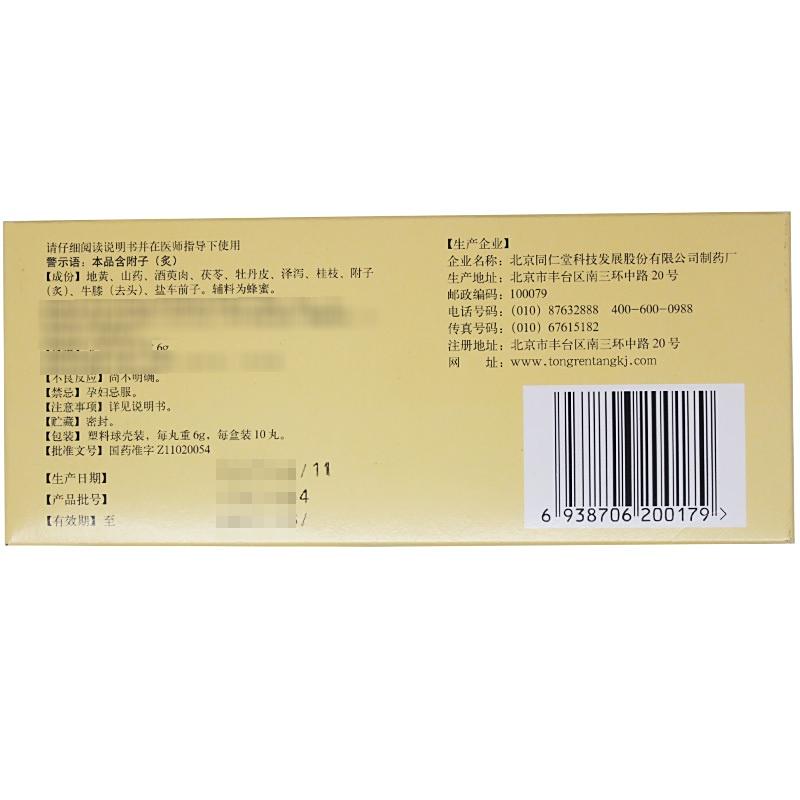 请仔细阅读说明书并在医师指导下使用
警示语：本品含附子（炙）
【成份】地黄、山药、酒萸肉、茯苓、牡丹皮、泽泻、桂枝、附子
（炙）、牛膝（去头）、盐车前子。辅料为蜂蜜。
6g
【不良反应】尚不明确。
【禁忌】孕妇忌服。
【注意事项】详见说明书。
【贮藏】密封。
【包装】塑料球壳装，每丸重6g，每盒装10丸。
【批准文号】国药准字Z11020054
【生产日期】 /11
【产品批号】 4
【有效期】至
【生产企业】
企业名称：北京同仁堂科技发展股份有限公司制药厂
生产地址：北京市丰台区南三环中路20号
邮政编码：100079
电话号码：(010) 87632888 400-600-0988
传真号码：(010) 67615182
注册地址：北京市丰台区南三环中路20号
网 址：www.tongrentangkj.com
6 938706 200179 >